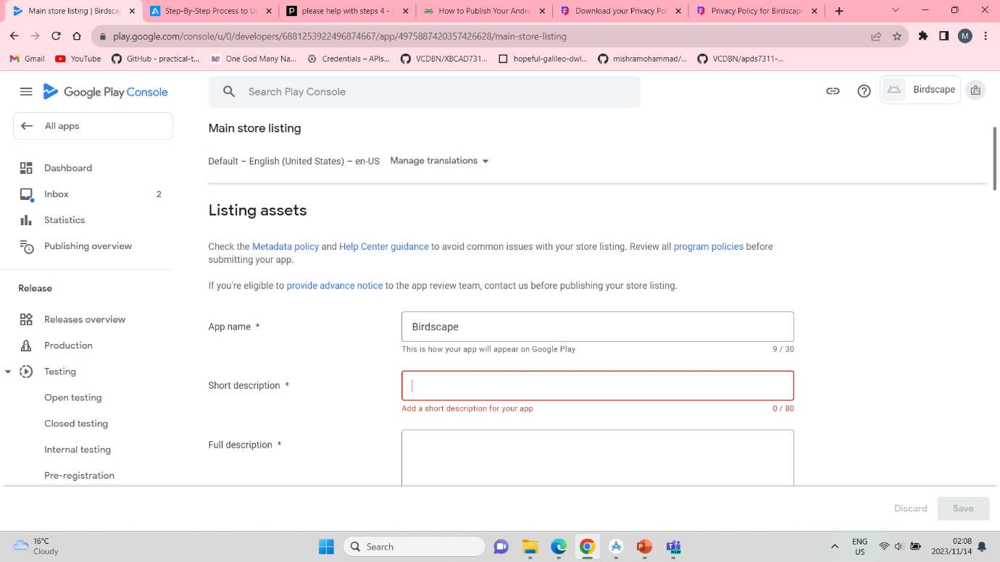 Main store listing | Birdscap
Step-By-Step Process to Up
please help with steps 4 - 7
How to Publish Your Andro
Download your Privacy Pol
Privacy Policy for Birdscape
play.google.com/console/u/0/developers/6881253922496874667/app/4975887420357426628/main-store-listing
M
Gmail
YouTube
GitHub - practical-t...
One God Many Na...
Credentials – APIs...
VCDBN/XBCAD731...
hopeful-galileo-dwl...
mishramohammad/...
VCDBN/apds7311-...
Google Play Console
Search Play Console
Birdscape
All apps
Main store listing
Default – English (United States) – en-US
Manage translations
Dashboard
Inbox
2
Statistics
Publishing overview
Release
Releases overview
Production
Testing
Open testing
Closed testing
Internal testing
Pre-registration
Listing assets
Check the Metadata policy and Help Center guidance to avoid common issues with your store listing. Review all program policies before
submitting your app.
If you're eligible to provide advance notice to the app review team, contact us before publishing your store listing.
App name *
Birdscape
This is how your app will appear on Google Play
9 / 30
Short description *
Add a short description for your app
0 / 80
Full description *
Discard
Save
16°C
Cloudy
Search
NEW
ENG
US
02:08
2023/11/14